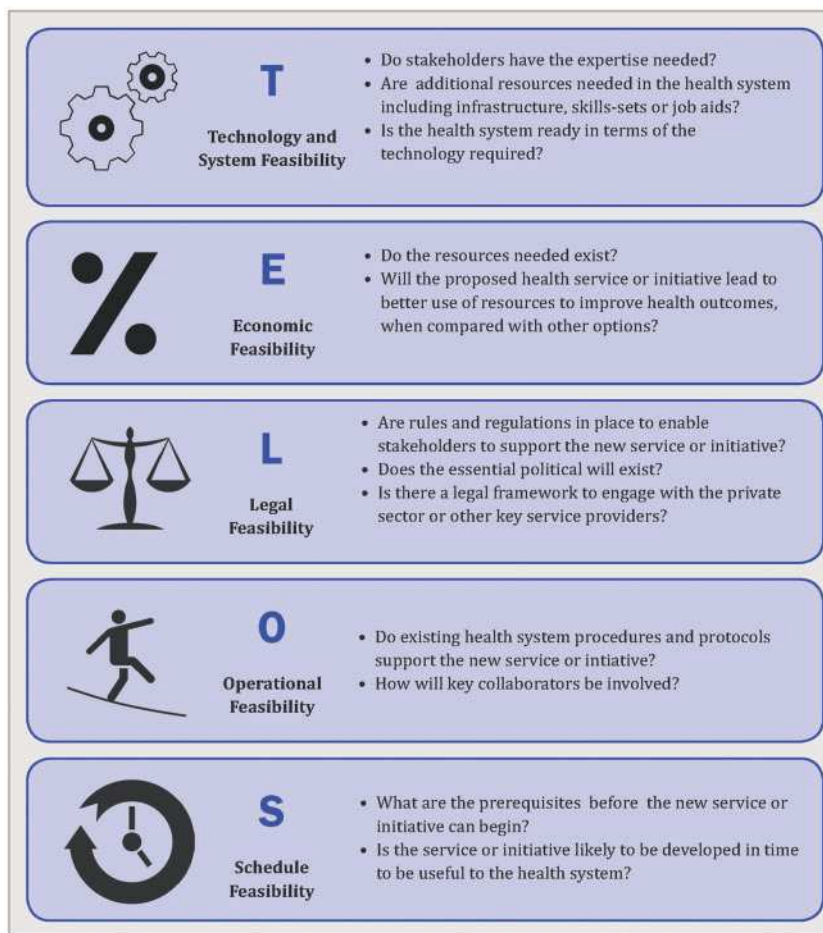 T
Technology and
System Feasibility
• Do stakeholders have the expertise needed?
• Are additional resources needed in the health system
including infrastructure, skills-sets or job aids?
• Is the health system ready in terms of the
technology required?
E
Economic
Feasibility
• Do the resources needed exist?
• Will the proposed health service or initiative lead to
better use of resources to improve health outcomes,
when compared with other options?
L
Legal
Feasibility
• Are rules and regulations in place to enable
stakeholders to support the new service or initiative?
• Does the essential political will exist?
• Is there a legal framework to engage with the private
sector or other key service providers?
O
Operational
Feasibility
• Do existing health system procedures and protocols
support the new service or intiative?
• How will key collaborators be involved?
S
Schedule
Feasibility
• What are the prerequisites before the new service or
initiative can begin?
• Is the service or initiative likely to be developed in time
to be useful to the health system?